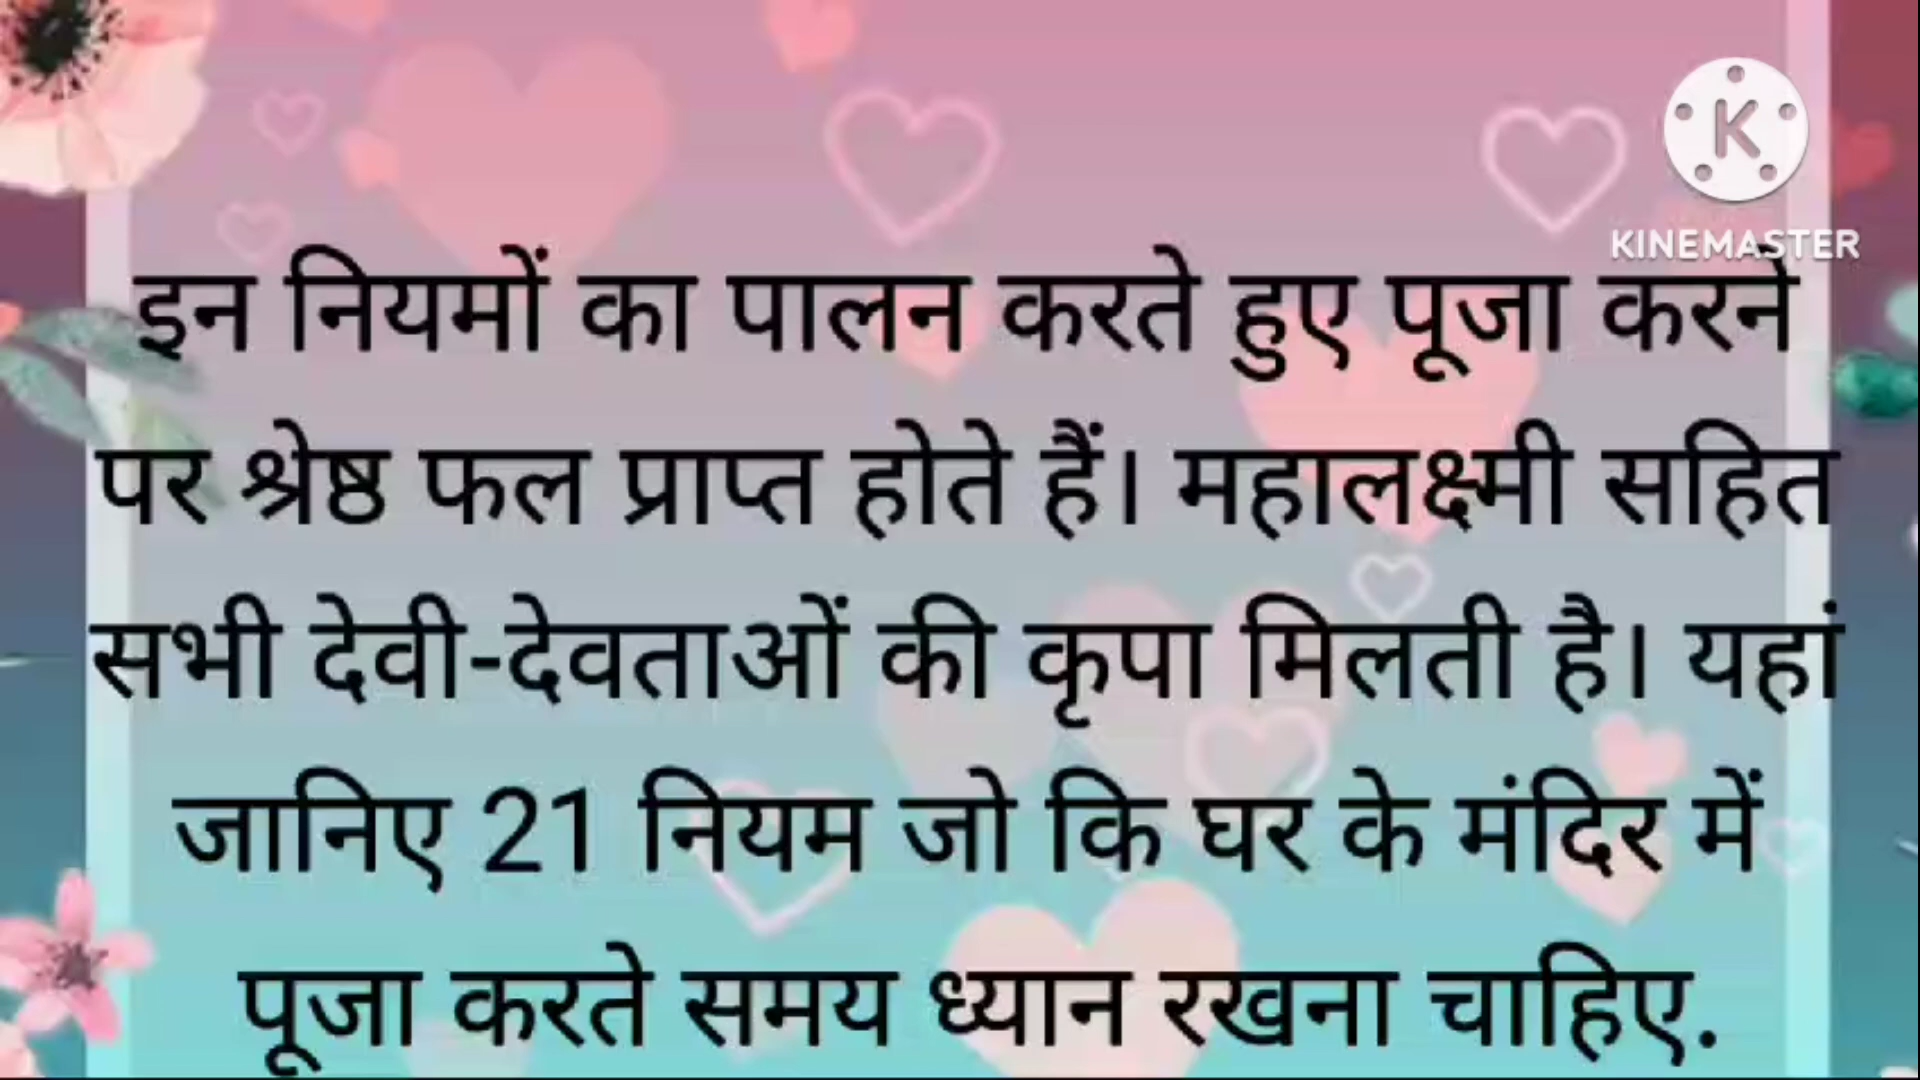 KINEMASTER
इन नियमों का पालन करते हुए पूजा करने
पर श्रेष्ठ फल प्राप्त होते हैं। महालक्ष्मी सहित
सभी देवी-देवताओं की कृपा मिलती है। यहां
जानिए 21 नियम जो कि घर के मंदिर में
पूजा करते समय ध्यान रखना चाहिए.